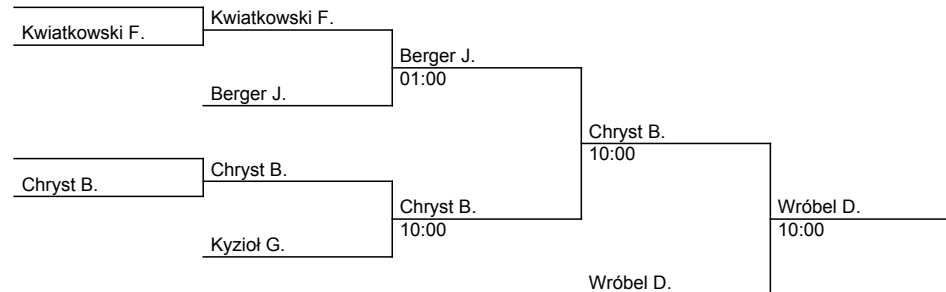 Kwiatkowski F.
Kwiatkowski F.
Berger J.
01:00
Berger J.
Chryst B.
10:00
Chryst B.
Chryst B.
Chryst B.
10:00
Wróbel D.
10:00
Kyzioł G.
Wróbel D.